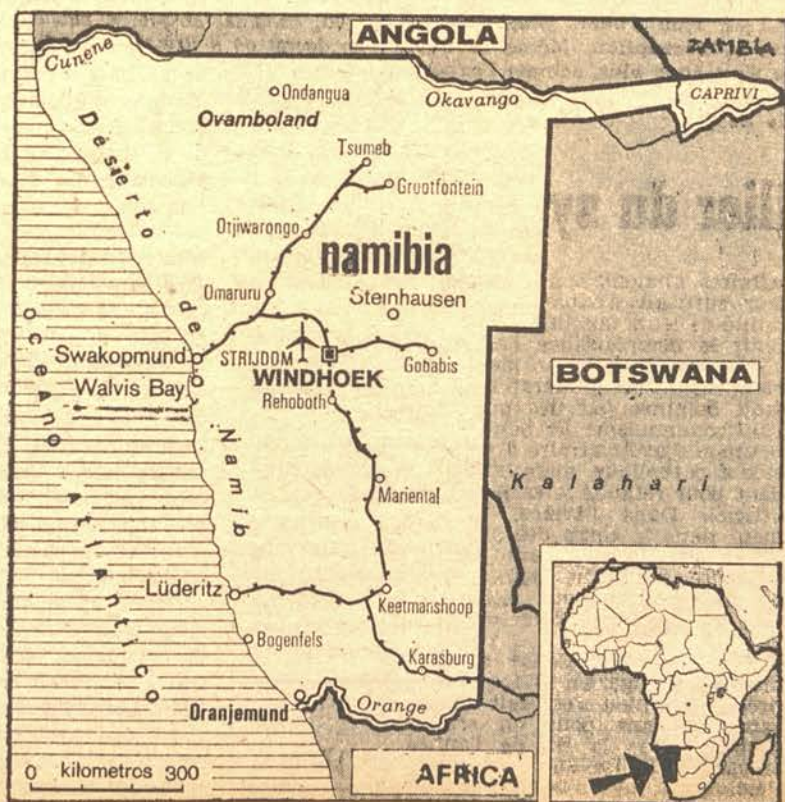 ANGOLA
ZAMBIA
Cunene
Okavango
CAPRIVI
Ondangua
Ovamboland
Tsumeb
Grootfontein
Otjiwarongo
namibia
Omaruru
Steinhausen
Desierto de Namib
Swakopmund
STRIJDOM
WINDHOEK
Gobabis
Walvis Bay
Rehoboth
BOTSWANA
Kalahari
Oceano Atlantico
Mariental
Lüderitz
Keetmanshoop
Bogenfels
Karasburg
Oranjemund
Orange
0 kilometros 300
AFRICA